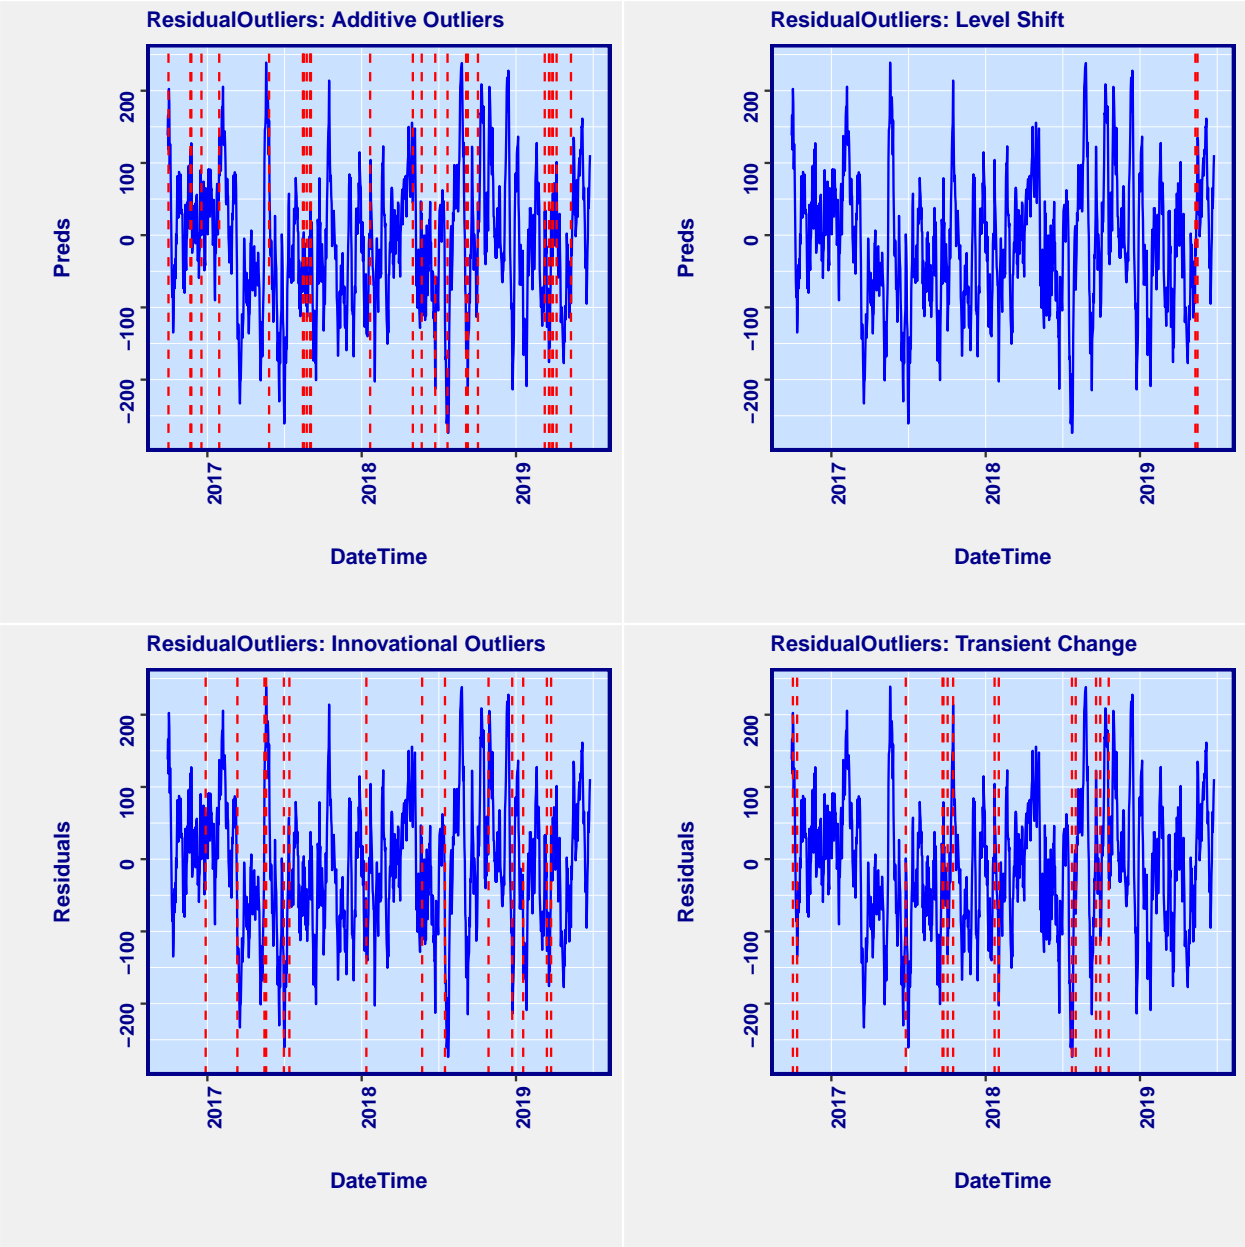 ResidualOutliers: Additive Outliers
Preds
200
100
0
−100
−200
2017
2018
2019
DateTime
ResidualOutliers: Level Shift
Preds
200
100
0
−100
−200
2017
2018
2019
DateTime
ResidualOutliers: Innovational Outliers
Residuals
200
100
0
−100
−200
2017
2018
2019
DateTime
ResidualOutliers: Transient Change
Residuals
200
100
0
−100
−200
2017
2018
2019
DateTime